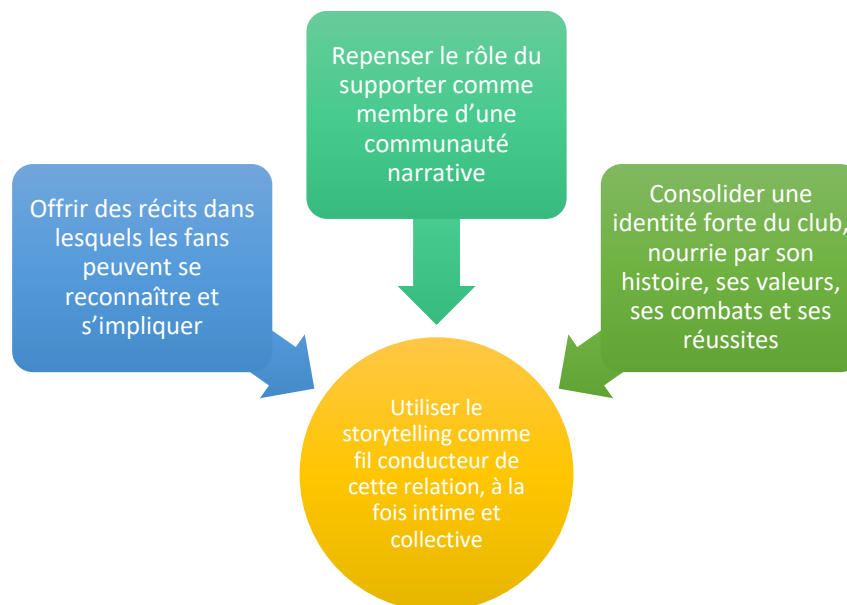 Repenser le rôle du
supporter comme
membre d’une
communauté
narrative
Offrir des récits dans
lesquels les fans
peuvent se
reconnaître et
s’impliquer
Consolider une
identité forte du club,
nourrie par son
histoire, ses valeurs,
ses combats et ses
réussites
Utiliser le
storytelling comme
fil conducteur de
cette relation, à la
fois intime et
collective